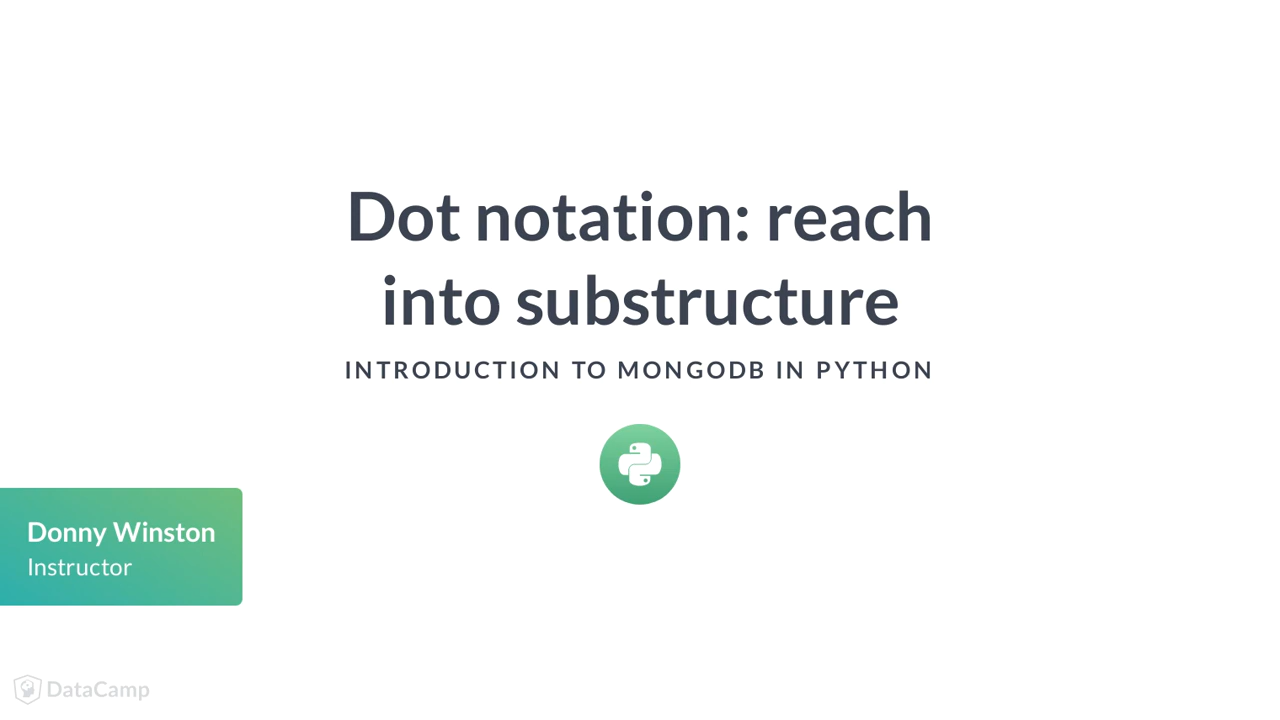 Dot notation: reach
into substructure
INTRODUCTION TO MONGODB IN PYTHON
Donny Winston
Instructor
DataCamp